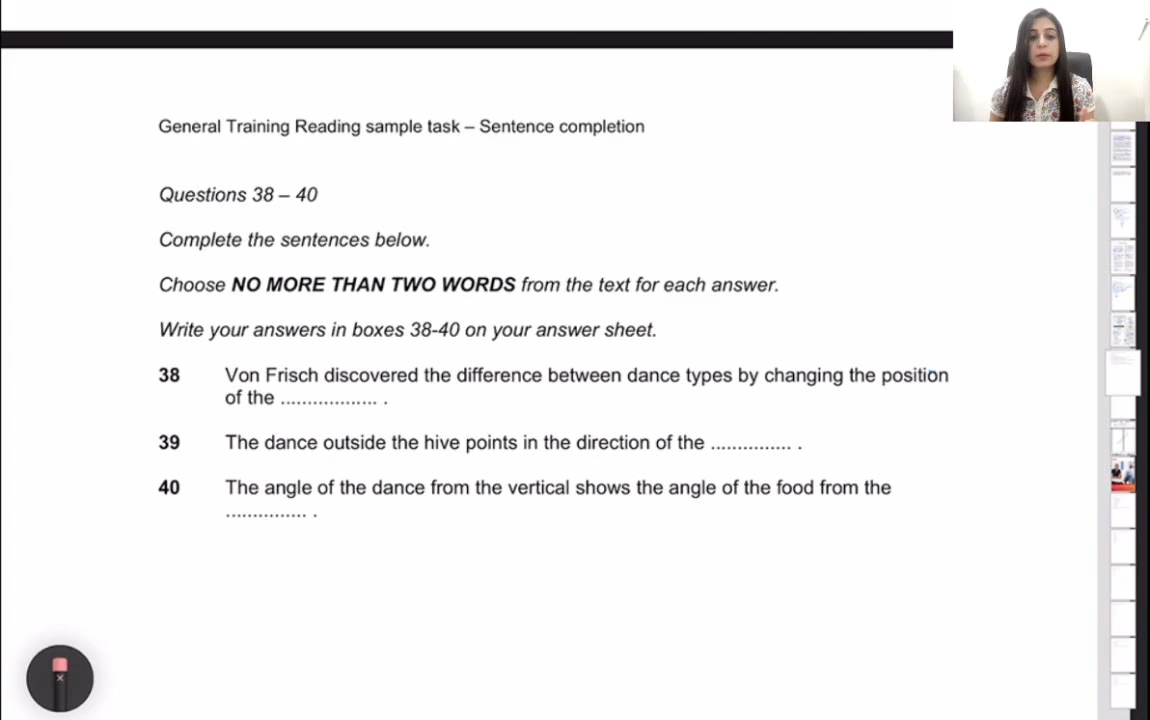 General Training Reading sample task – Sentence completion
Questions 38 – 40
Complete the sentences below.
Choose NO MORE THAN TWO WORDS from the text for each answer.
Write your answers in boxes 38-40 on your answer sheet.
38 Von Frisch discovered the difference between dance types by changing the position
of the .................. .
39 The dance outside the hive points in the direction of the ............... .
40 The angle of the dance from the vertical shows the angle of the food from the
............... .